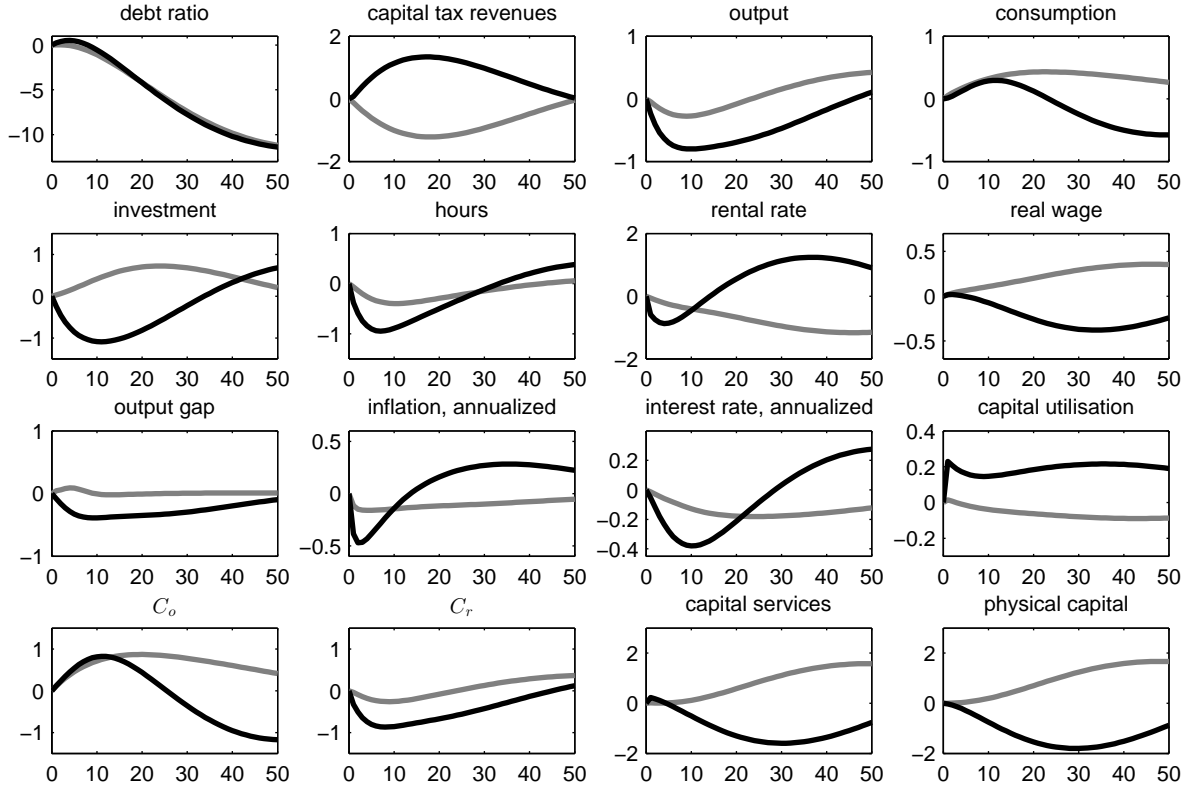 debt ratio capital tax revenues output consumption
0
−5
−10
0 10 20 30 40 50
2
0
−2
0 10 20 30 40 50
1
0
−1
0 10 20 30 40 50
1
0
−1
0 10 20 30 40 50
investment hours rental rate real wage
1
0
−1
0 10 20 30 40 50
1
0
−1
0 10 20 30 40 50
2
0
−2
0 10 20 30 40 50
0.5
0
−0.5
0 10 20 30 40 50
output gap inflation, annualized interest rate, annualized capital utilisation
1
0
−1
0 10 20 30 40 50
0.5
0
−0.5
0 10 20 30 40 50
0.2
0
−0.2
−0.4
0 10 20 30 40 50
0.4
0.2
0
−0.2
0 10 20 30 40 50
C_o C_r capital services physical capital
1
0
−1
0 10 20 30 40 50
1
0
−1
0 10 20 30 40 50
2
0
−2
0 10 20 30 40 50
2
0
−2
0 10 20 30 40 50